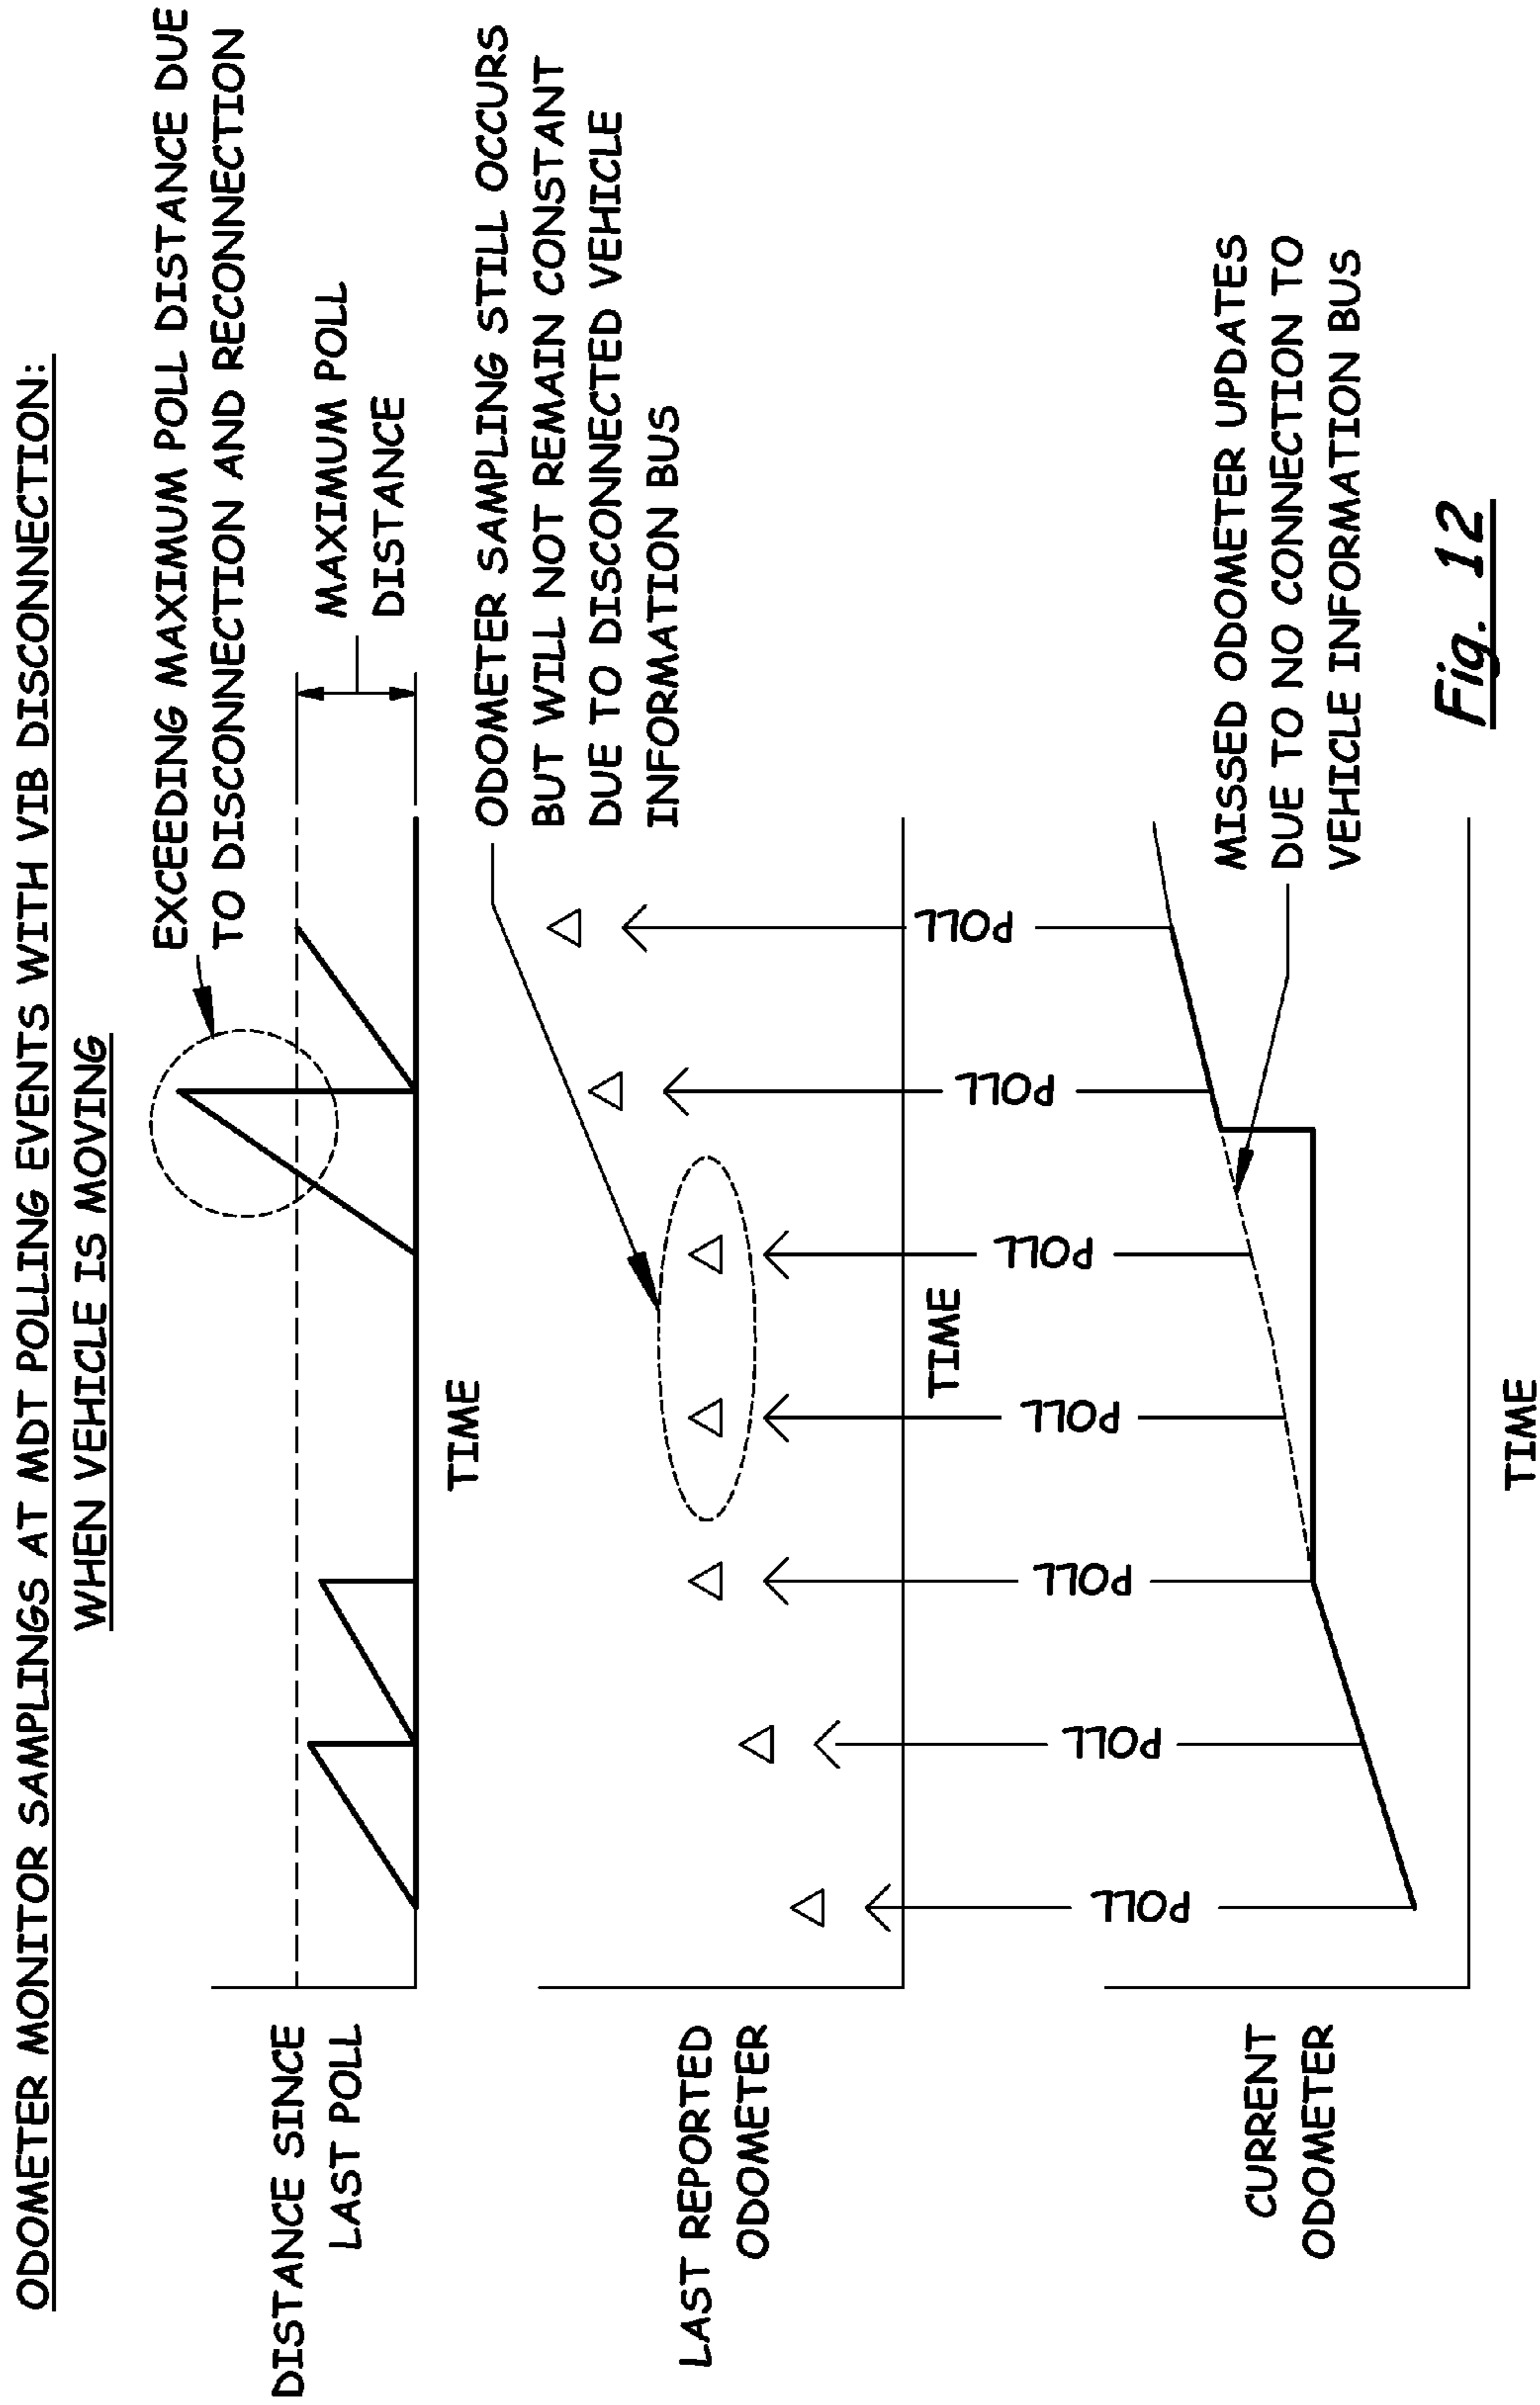 ODOMETER MONITOR SAMPLINGS AT MDT POLLING EVENTS WITH VIB DISCONNECTION:
WHEN VEHICLE IS MOVING
EXCEEDING MAXIMUM POLL DISTANCE DUE
TO DISCONNECTION AND RECONNECTION
MAXIMUM POLL
DISTANCE
DISTANCE SINCE
LAST POLL
TIME
ODOMETER SAMPLING STILL OCCURS
BUT WILL NOT REMAIN CONSTANT
DUE TO DISCONNECTED VEHICLE
INFORMATION BUS
LAST REPORTED
ODOMETER
TIME
POLL
POLL
POLL
POLL
POLL
POLL
POLL
CURRENT
ODOMETER
MISSED ODOMETER UPDATES
DUE TO NO CONNECTION TO
VEHICLE INFORMATION BUS
TIME
Fig. 12